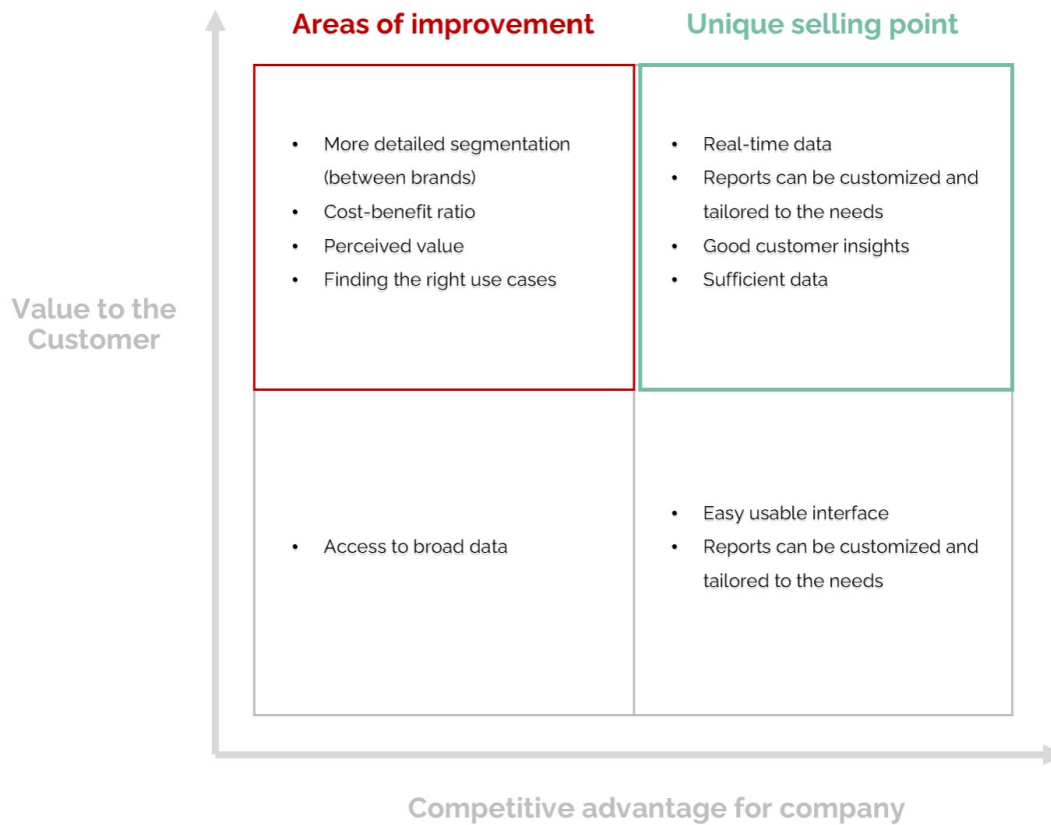 Areas of improvement
Unique selling point
• More detailed segmentation
(between brands)
• Cost-benefit ratio
• Perceived value
• Finding the right use cases
• Real-time data
• Reports can be customized and
tailored to the needs
• Good customer insights
• Sufficient data
Value to the
Customer
• Access to broad data
• Easy usable interface
• Reports can be customized and
tailored to the needs
Competitive advantage for company